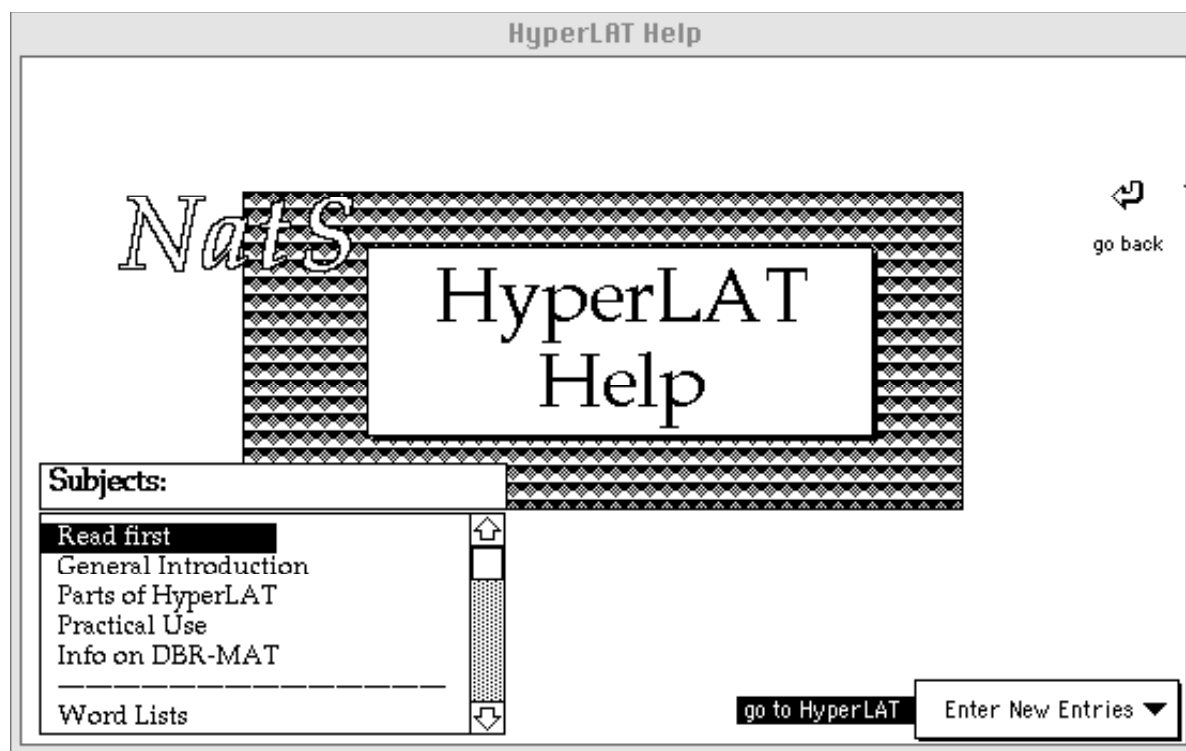 HyperLAT Help
NatS
go back
HyperLAT
Help
Subjects:
Read first
General Introduction
Parts of HyperLAT
Practical Use
Info on DBR-MAT
Word Lists
go to HyperLAT
Enter New Entries